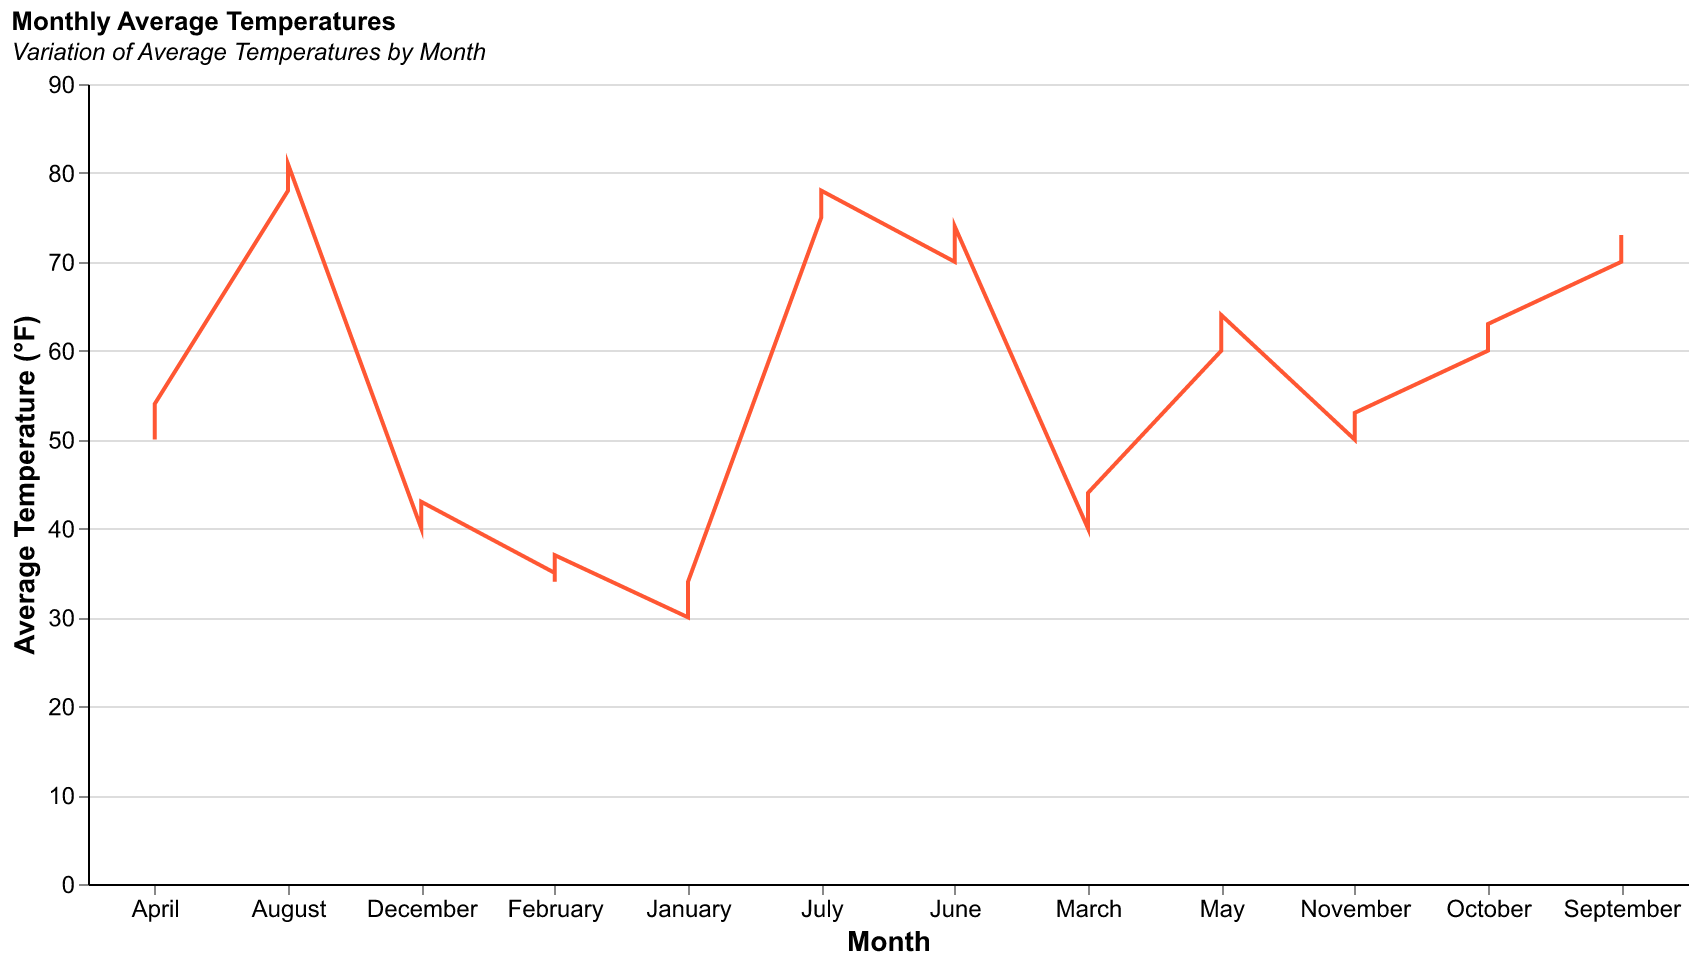 Monthly Average Temperatures
Variation of Average Temperatures by Month
90
80
70
60
50
40
30
20
10
0
Average Temperature (°F)
April August December February January July June March May November October September
Month